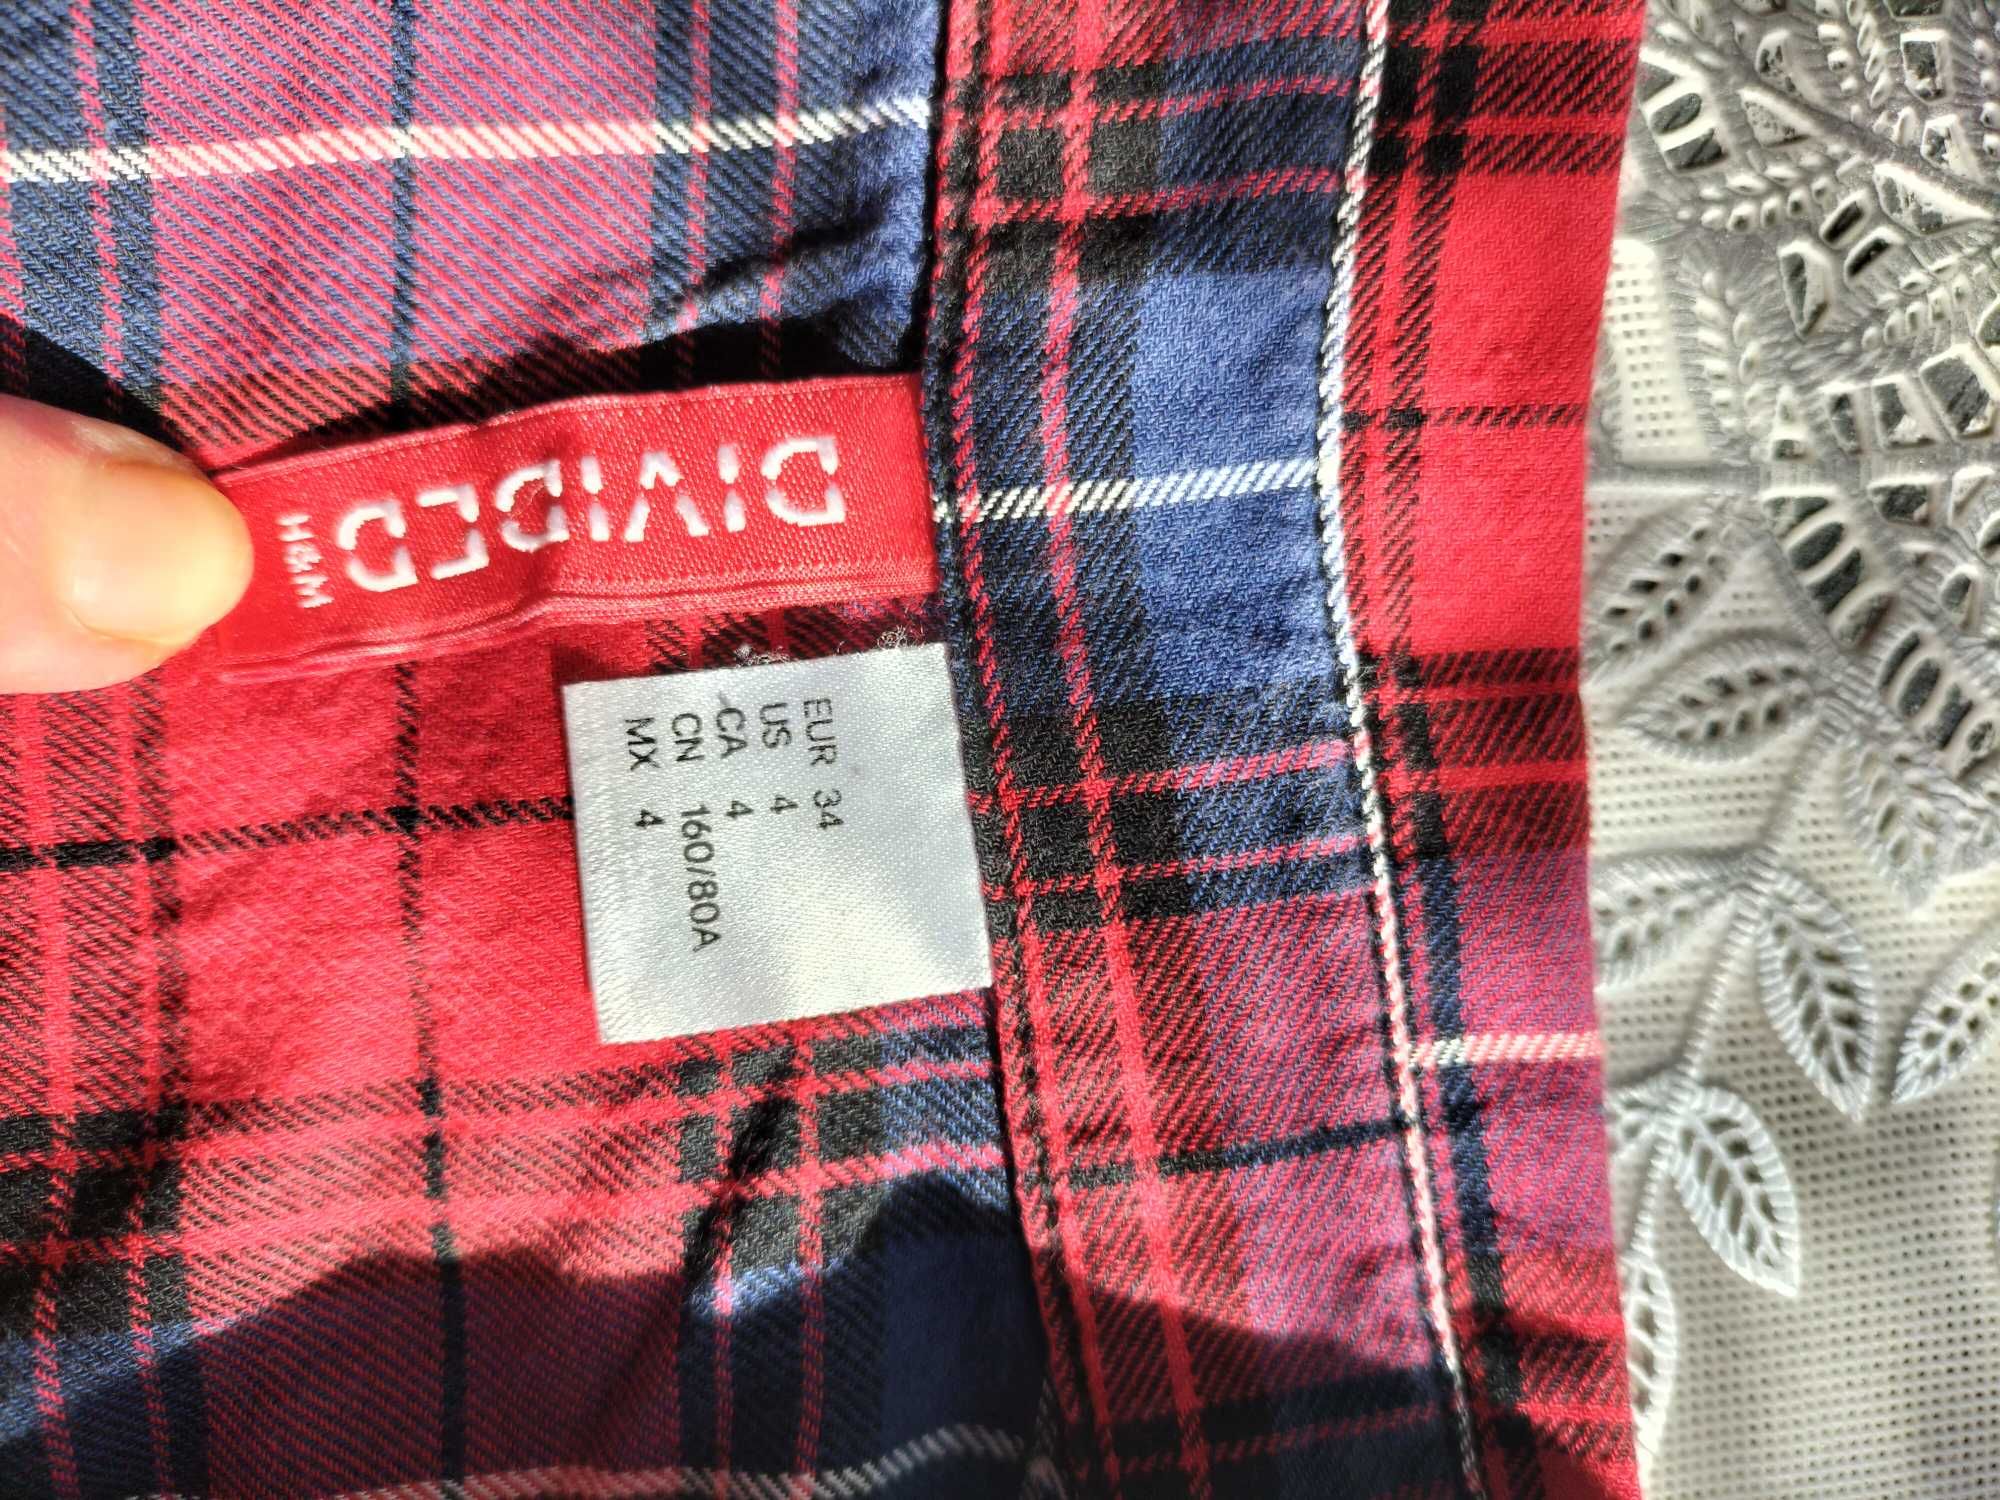 DIVIDED
H&M
EUR 34
US 4
CA 4
CN 160/80A
MX 4